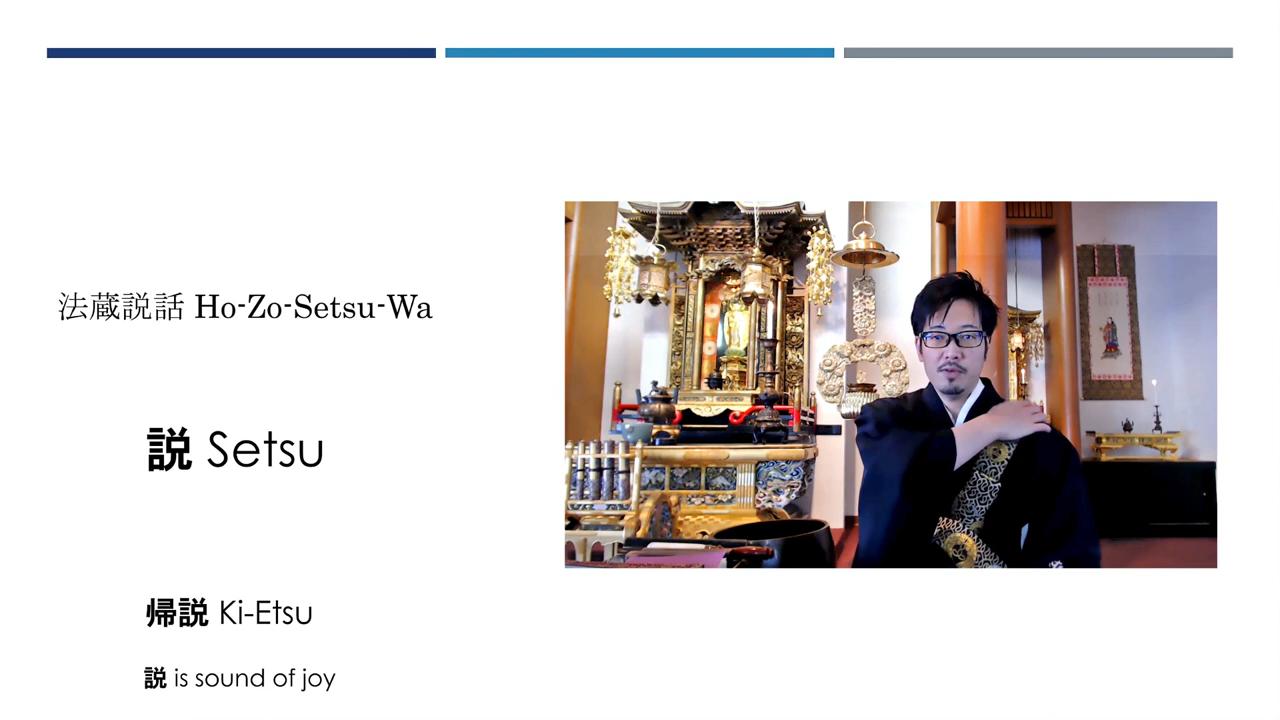 法蔵説話 Ho-Zo-Setsu-Wa
説 Setsu
帰説 Ki-Etsu
説 is sound of joy